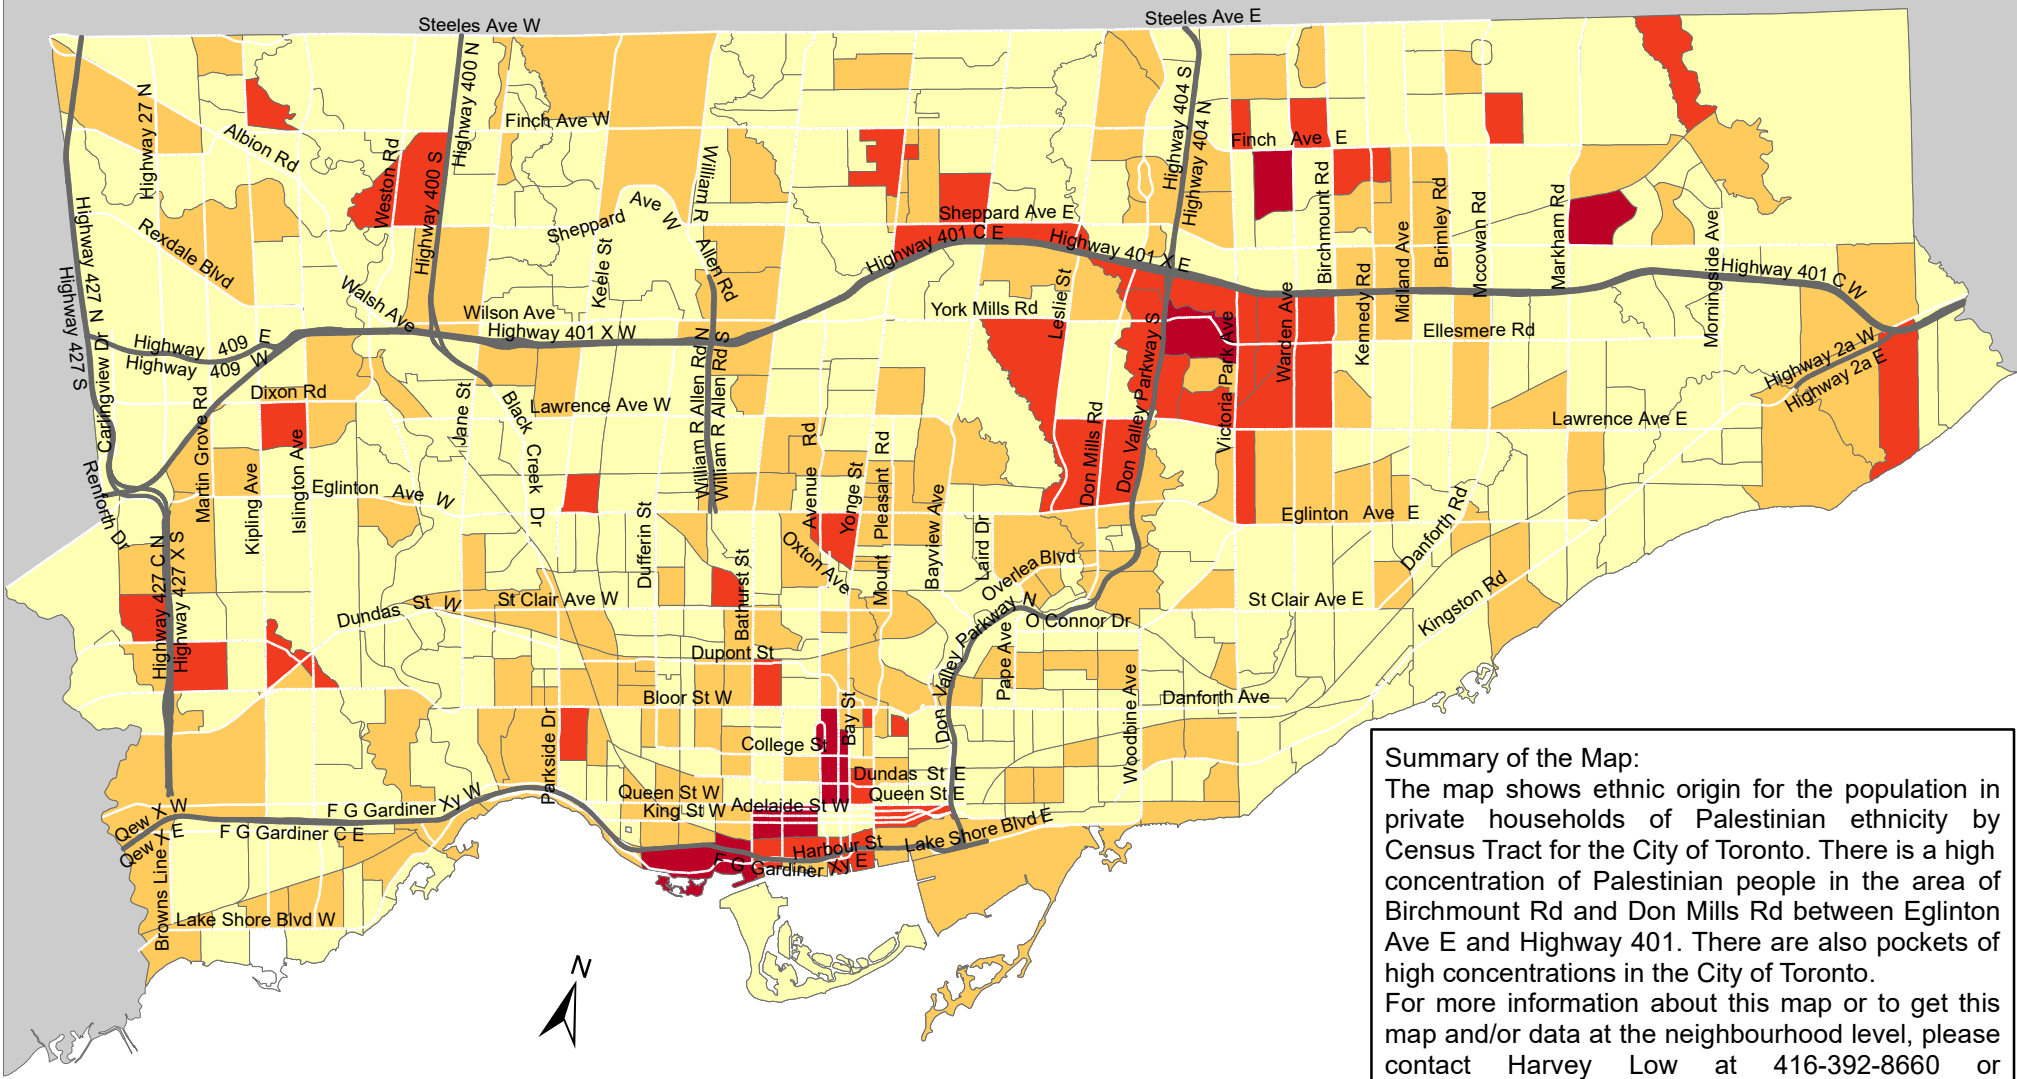 Steeles Ave W
Steeles Ave E
Highway 27 N
Albion Rd
Weston Rd
Highway 400 N
Highway 400 S
Finch Ave W
William R
Allen Rd
Highway 404 S
Highway 404 N
Finch Ave E
Birchmount Rd
Kennedy Rd
Midland Ave
Brimley Rd
Mccowan Rd
Markham Rd
Morningside Ave
Highway 427 N
Highway 427 S
Rexdale Blvd
Sheppard Ave W
Keele St
Sheppard Ave E
Highway 401 C E
Highway 401 X E
Highway 401 C W
Walsh Ave
Wilson Ave
Highway 401 X W
York Mills Rd
Leslie St
Ellesmere Rd
Highway 409 E
Highway 409 W
Carlingview Dr
Dixon Rd
Martin Grove Rd
Kipling Ave
Islington Ave
Jane St
Black Creek Dr
Lawrence Ave W
William R Allen Rd N
William R Allen Rd S
Avenue Rd
Yonge St
Mount Pleasant Rd
Bayview Ave
Laird Dr
Don Mills Rd
Don Valley Parkway S
Victoria Park Ave
Warden Ave
Lawrence Ave E
Highway 2a W
Highway 2a E
Renforth Dr
Eglinton Ave W
Eglinton Ave E
Danforth Rd
Highway 427 C N
Highway 427 X S
Dufferin St
Bathurst St
Oxton Ave
Overlea Blvd
Dundas St W
St Clair Ave W
St Clair Ave E
Kingston Rd
O Connor Dr
Don Valley Parkway N
Pape Ave
Dupont St
Bloor St W
Bay St
Danforth Ave
Woodbine Ave
Parkside Dr
College St
Dundas St E
Queen St W
Queen St E
King St W
Adelaide St W
Harbour St
Lake Shore Blvd E
F G Gardiner Xy W
F G Gardiner C E
F G Gardiner Xy E
Qew X W
Qew X E
Browns Line
Lake Shore Blvd W
N
Summary of the Map:
The map shows ethnic origin for the population in
private households of Palestinian ethnicity by
Census Tract for the City of Toronto. There is a high
concentration of Palestinian people in the area of
Birchmount Rd and Don Mills Rd between Eglinton
Ave E and Highway 401. There are also pockets of
high concentrations in the City of Toronto.
For more information about this map or to get this
map and/or data at the neighbourhood level, please
contact Harvey Low at 416-392-8660 or